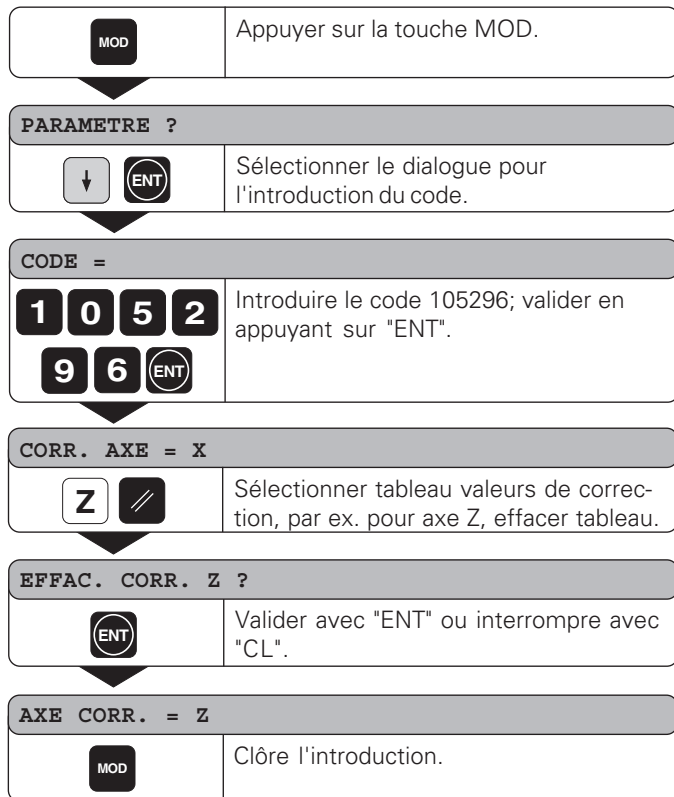 MOD
Appuyer sur la touche MOD.
PARAMETRE ?
ENT
Sélectionner le dialogue pour
l'introduction du code.
CODE =
1 0 5 2
9 6 ENT
Introduire le code 105296; valider en
appuyant sur "ENT".
CORR. AXE = X
Z
Sélectionner tableau valeurs de correc-
tion, par ex. pour axe Z, effacer tableau.
EFFAC. CORR. Z ?
ENT
Valider avec "ENT" ou interrompre avec
"CL".
AXE CORR. = Z
MOD
Clôre l'introduction.